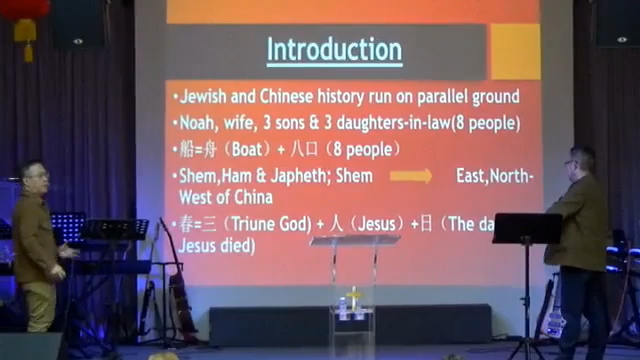 Introduction
• Jewish and Chinese history run on parallel ground
• Noah, wife, 3 sons & 3 daughters-in-law(8 people)
• 船=舟（Boat）+ 八口（8 people）
• Shem,Ham & Japheth; Shem East,North-
West of China
• 春=三（Triune God) + 人（Jesus）+日（The da
Jesus died)